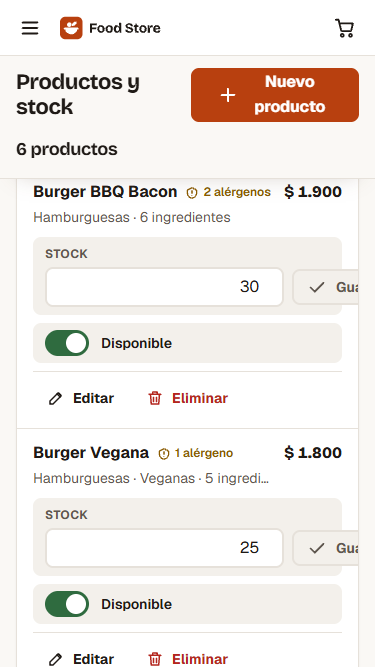 Food Store
Productos y
stock
Nuevo
producto
6 productos
Burger BBQ Bacon 2 alérgenos $ 1.900
Hamburguesas · 6 ingredientes
STOCK
30 Gua
Disponible
Editar Eliminar
Burger Vegana 1 alérgeno $ 1.800
Hamburguesas · Veganas · 5 ingredi...
STOCK
25 Gua
Disponible
Editar Eliminar